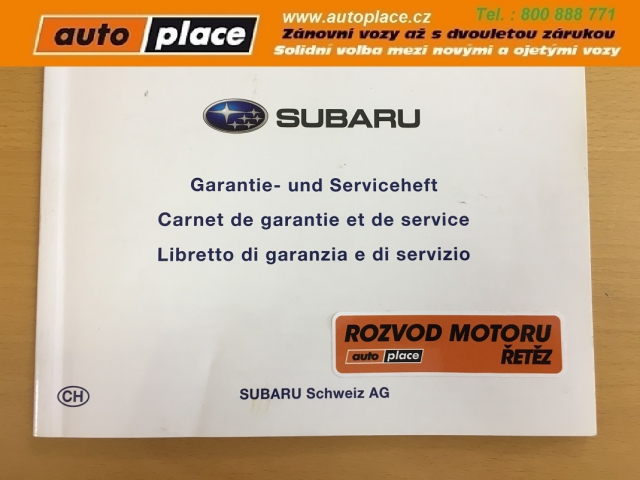 auto place
www.autoplace.cz
Tel. : 800 888 771
Zánovní vozy až s dvouletou zárukou
Solidní volba mezi novými a ojetými vozy
SUBARU
Garantie- und Serviceheft
Carnet de garantie et de service
Libretto di garanzia e di servizio
ROZVOD MOTORU
auto place ŘETĚZ
CH
SUBARU Schweiz AG